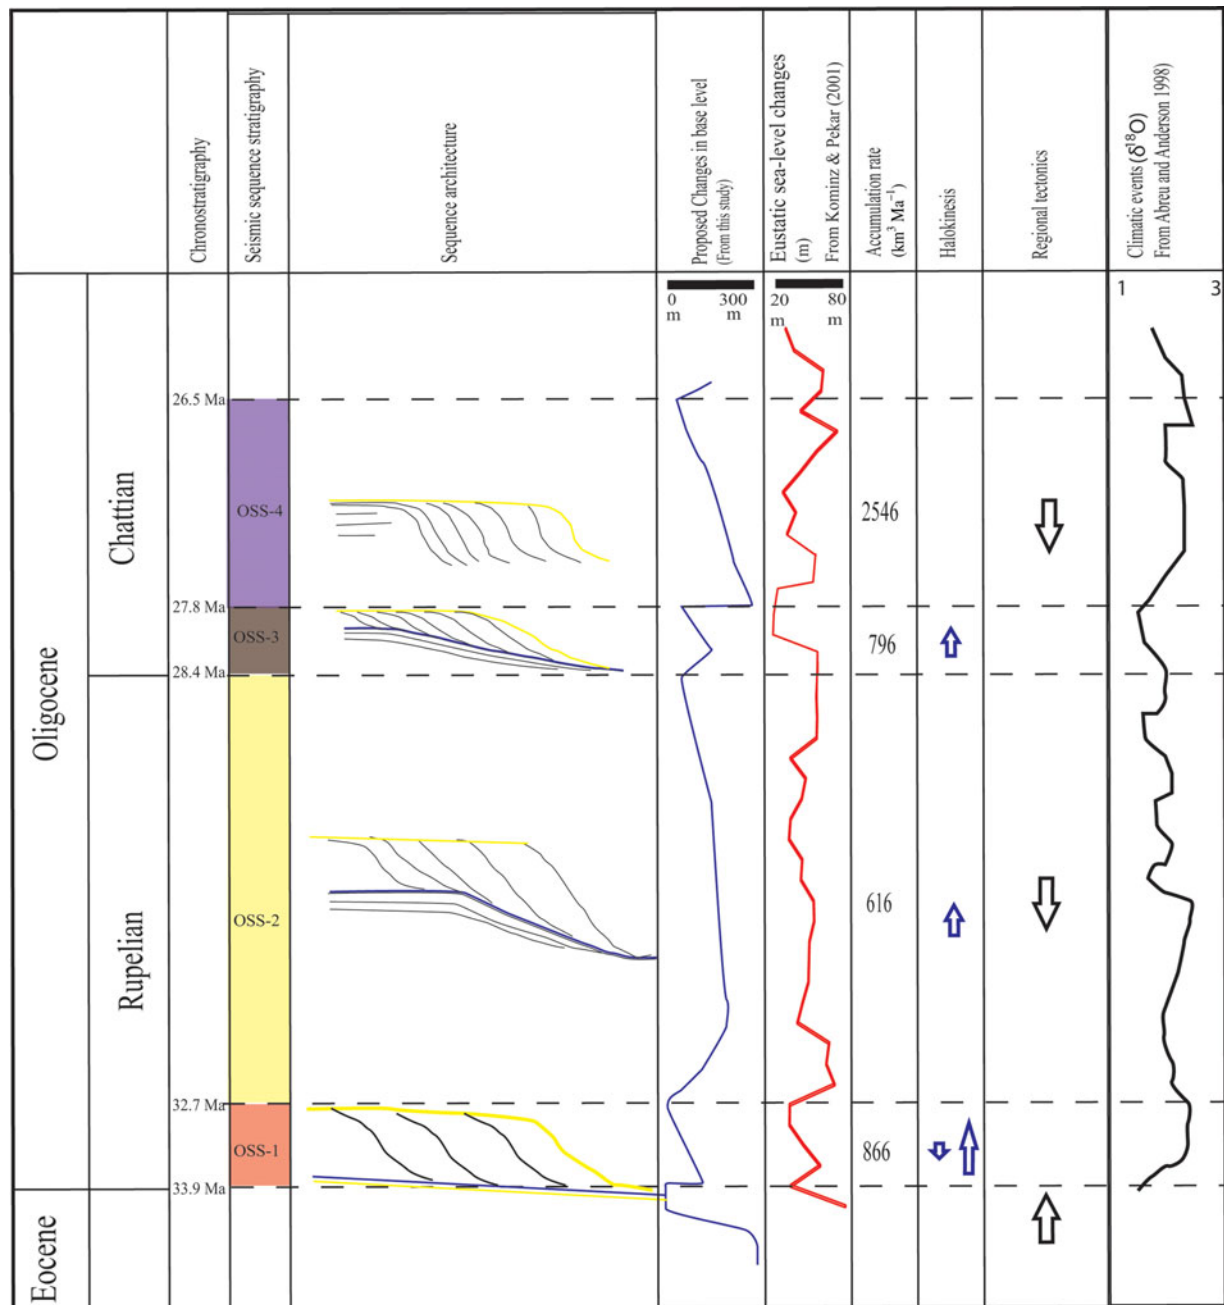 Chronostratigraphy
Seismic sequence stratigraphy
Sequence architecture
Proposed Changes in base level
(From this study)
Eustatic sea-level changes
(m)
From Kominz & Pekar (2001)
Accumulation rate
(km³ Ma⁻¹)
Halokinesis
Regional tectonics
Climatic events (δ¹⁸O)
From Abreu and Anderson 1998)
0 300
m m
20 80
m m
1 3
Oligocene
Eocene
Chattian
Rupelian
26.5 Ma
OSS-4
2546
27.8 Ma
OSS-3
796
28.4 Ma
OSS-2
616
32.7 Ma
OSS-1
866
33.9 Ma